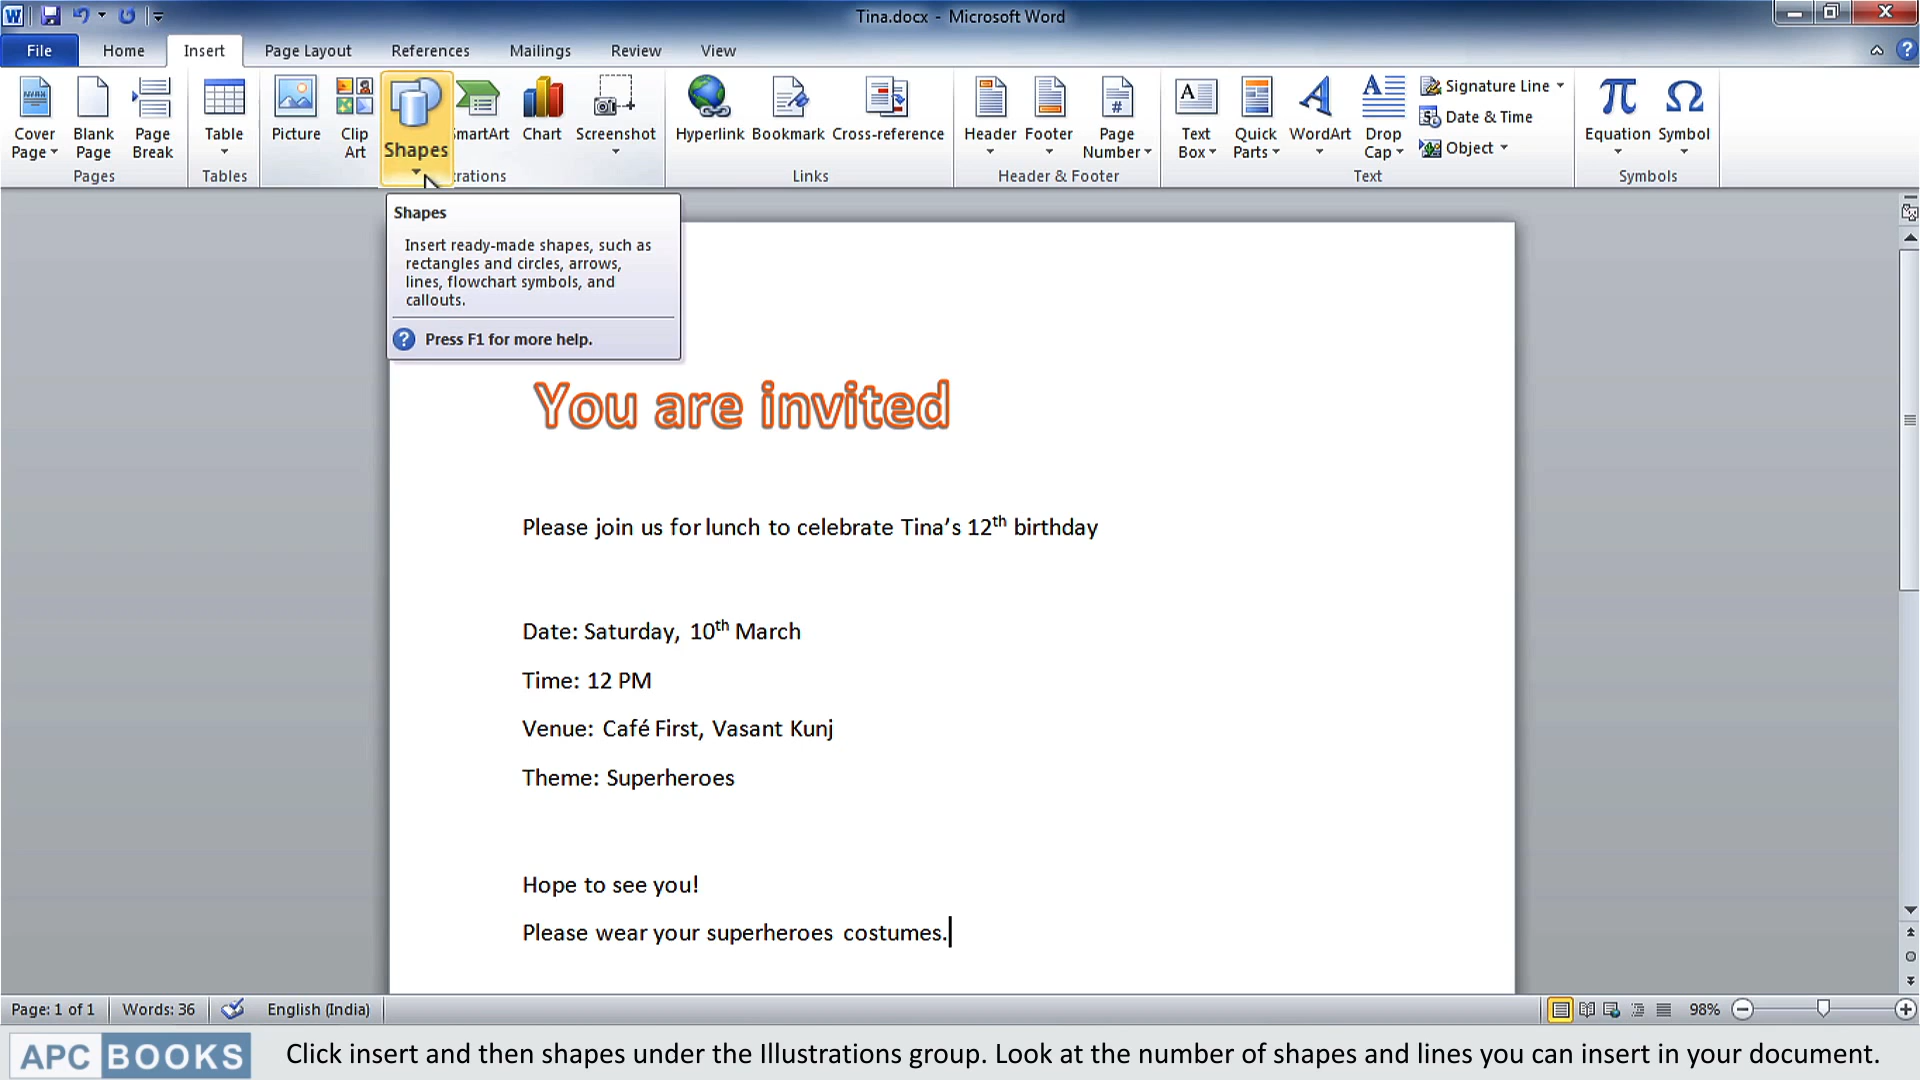 Tina.docx - Microsoft Word
File Home Insert Page Layout References Mailings Review View
Cover Page
Blank Page
Page Break
Pages
Table
Tables
Picture
Clip Art
Shapes
SmartArt
Chart
Screenshot
trations
Hyperlink
Bookmark
Cross-reference
Links
Header
Footer
Page Number
Header & Footer
Text Box
Quick Parts
WordArt
Drop Cap
Signature Line
Date & Time
Object
Text
Equation
Symbol
Symbols
Shapes
Insert ready-made shapes, such as
rectangles and circles, arrows,
lines, flowchart symbols, and
callouts.
Press F1 for more help.
You are invited
Please join us for lunch to celebrate Tina’s 12th birthday
Date: Saturday, 10th March
Time: 12 PM
Venue: Café First, Vasant Kunj
Theme: Superheroes
Hope to see you!
Please wear your superheroes costumes.
Page: 1 of 1 Words: 36 English (India) 98%
APC BOOKS
Click insert and then shapes under the Illustrations group. Look at the number of shapes and lines you can insert in your document.